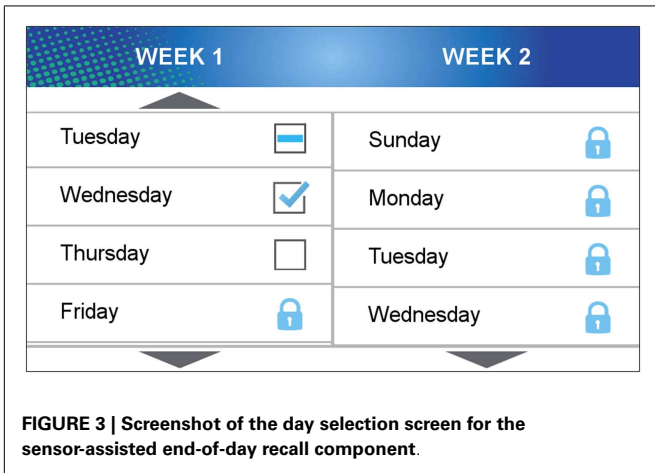 WEEK 1
WEEK 2
Tuesday
Wednesday
Thursday
Friday
Sunday
Monday
Tuesday
Wednesday
FIGURE 3 | Screenshot of the day selection screen for the
sensor-assisted end-of-day recall component.